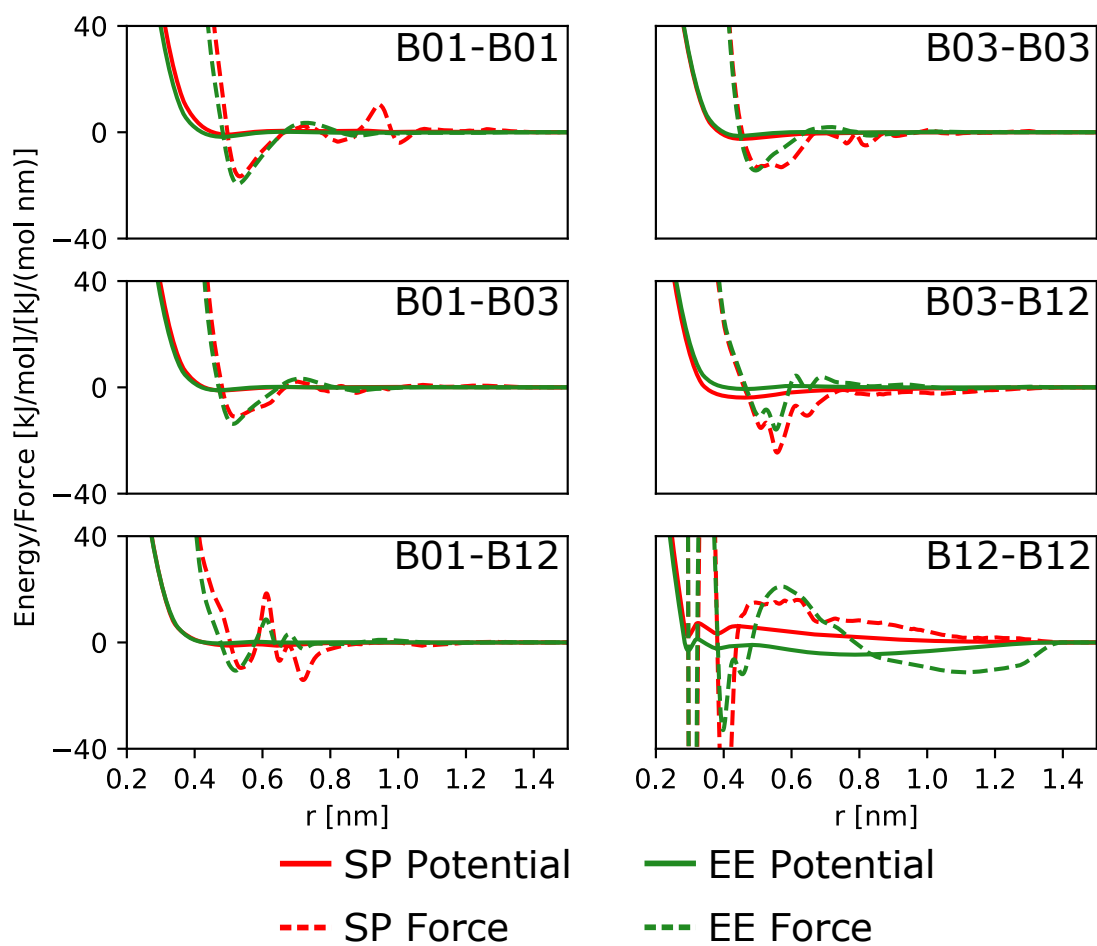 Energy/Force [kJ/mol]/[kJ/(mol nm)]
40
0
−40
B01-B01
B03-B03
40
0
−40
B01-B03
B03-B12
40
0
−40
B01-B12
B12-B12
0.2 0.4 0.6 0.8 1.0 1.2 1.4
0.2 0.4 0.6 0.8 1.0 1.2 1.4
r [nm]
r [nm]
SP Potential
EE Potential
SP Force
EE Force